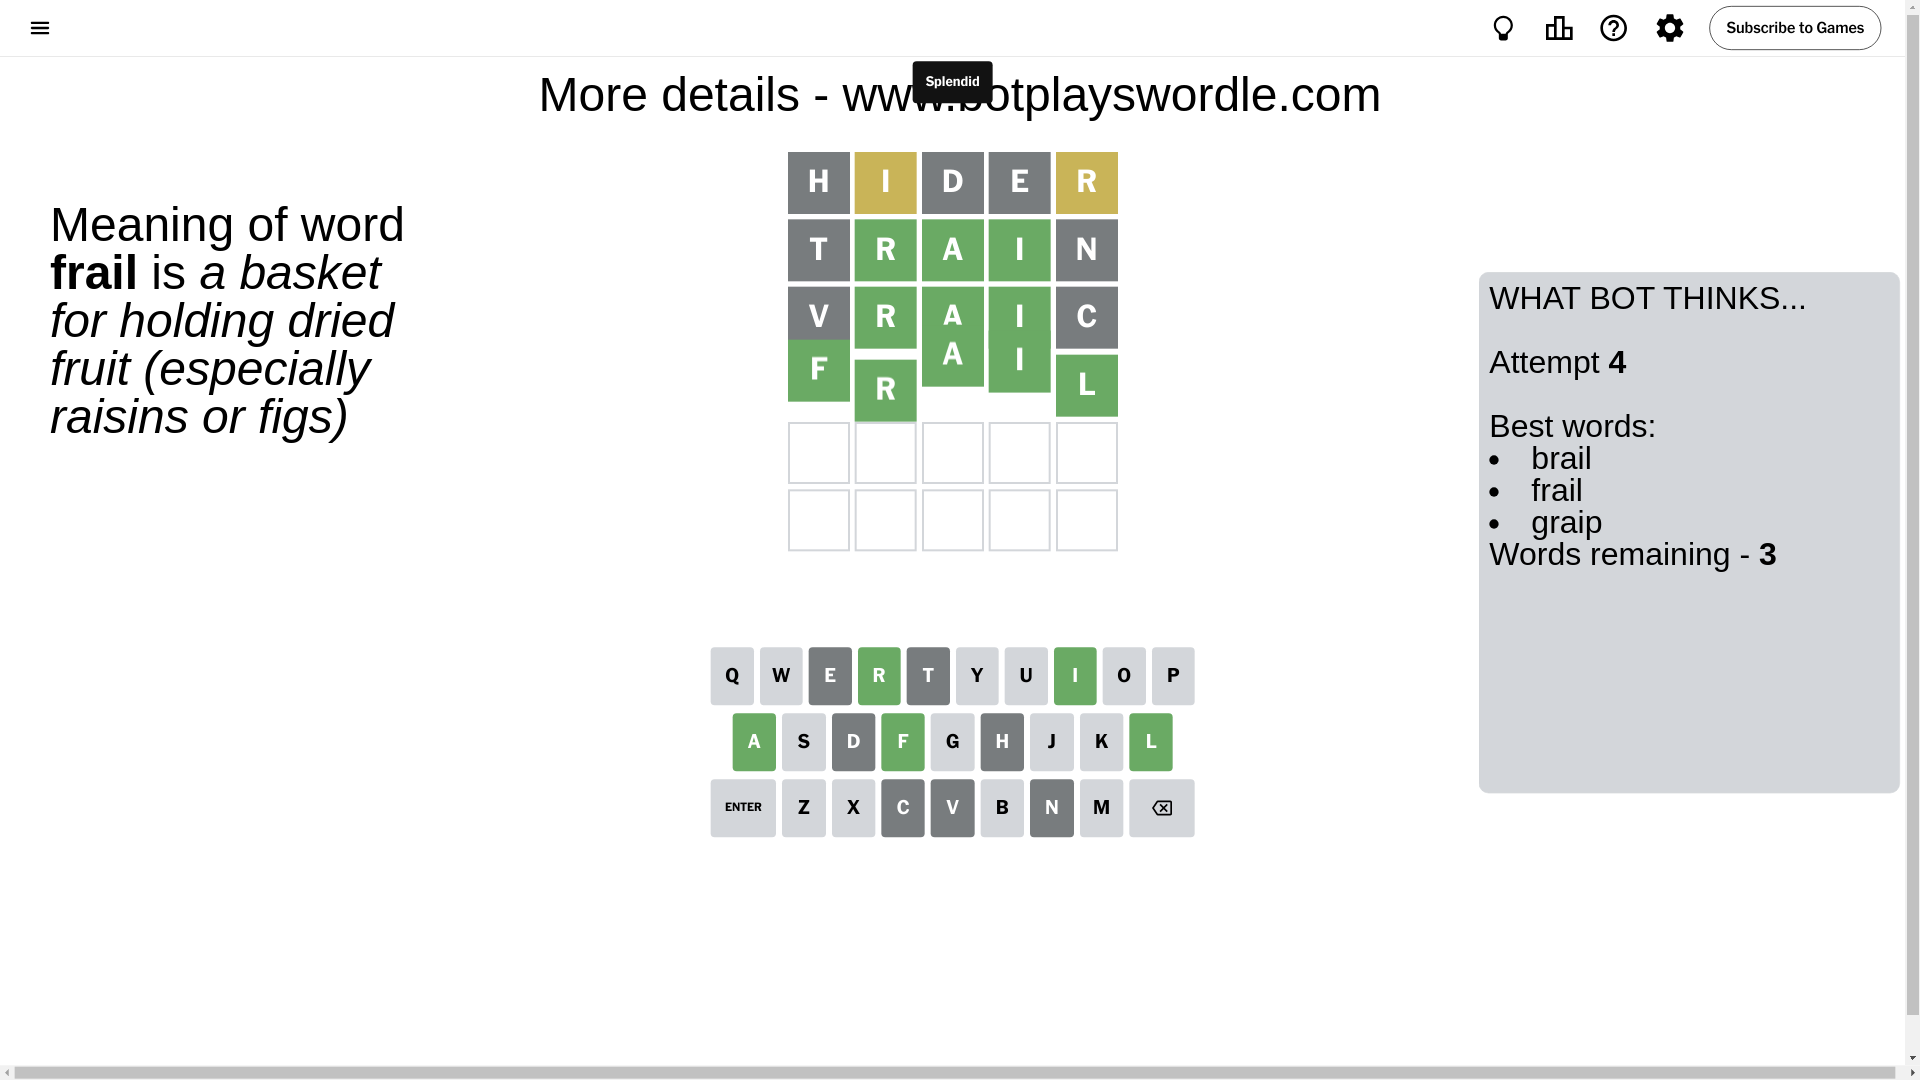 Subscribe to Games
Splendid
More details - www.botplayswordle.com
Meaning of word
frail is a basket
for holding dried
fruit (especially
raisins or figs)
H I D E R
T R A I N
V R A I C
F R A I L
WHAT BOT THINKS...
Attempt 4
Best words:
• brail
• frail
• graip
Words remaining - 3
Q W E R T Y U I O P
A S D F G H J K L
ENTER Z X C V B N M